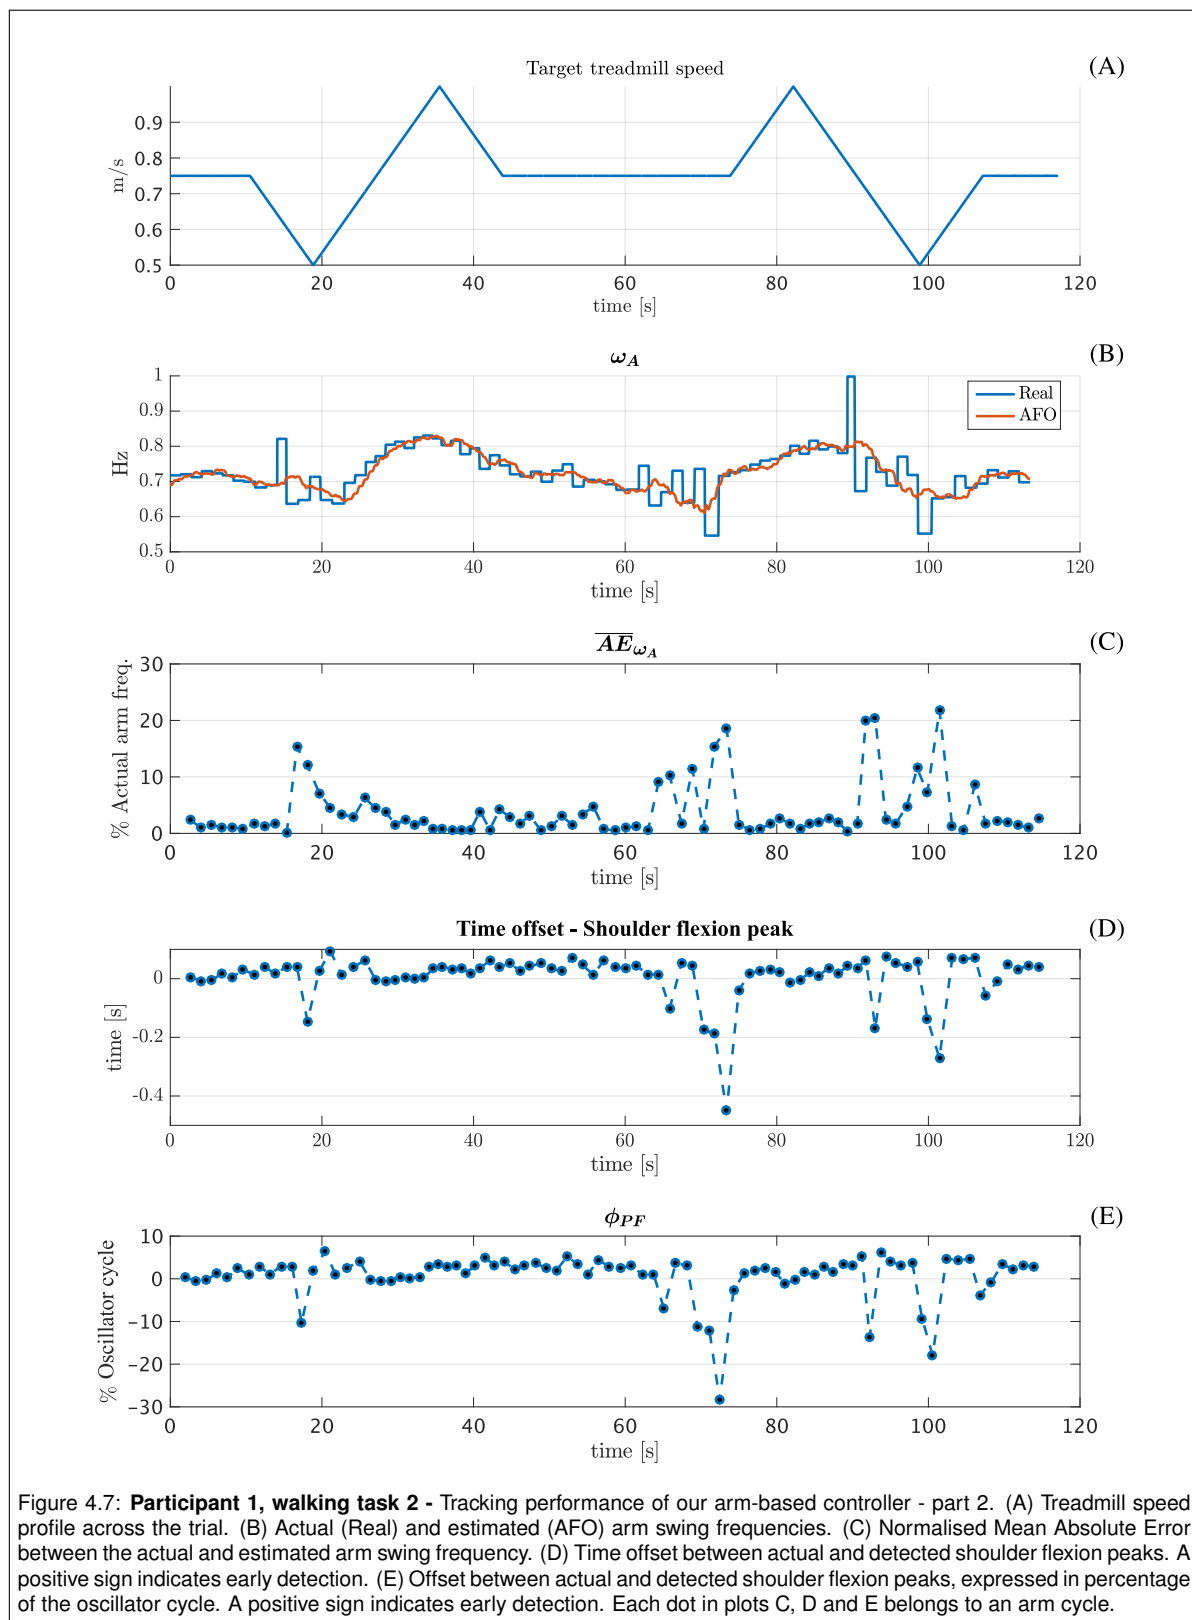 Target treadmill speed
(A)
0.9
0.8
0.7
0.6
0.5
m/s
0 20 40 60 80 100 120
time [s]
ω_A
(B)
1
0.9
0.8
0.7
0.6
0.5
Hz
Real
AFO
0 20 40 60 80 100 120
time [s]
\overline{AE}_{ω_A}
(C)
30
20
10
0
% Actual arm freq.
0 20 40 60 80 100 120
time [s]
Time offset - Shoulder flexion peak
(D)
0
-0.2
-0.4
time [s]
0 20 40 60 80 100 120
time [s]
ϕ_{PF}
(E)
10
0
-10
-20
-30
% Oscillator cycle
0 20 40 60 80 100 120
time [s]
Figure 4.7: Participant 1, walking task 2 - Tracking performance of our arm-based controller - part 2. (A) Treadmill speed
profile across the trial. (B) Actual (Real) and estimated (AFO) arm swing frequencies. (C) Normalised Mean Absolute Error
between the actual and estimated arm swing frequency. (D) Time offset between actual and detected shoulder flexion peaks. A
positive sign indicates early detection. (E) Offset between actual and detected shoulder flexion peaks, expressed in percentage
of the oscillator cycle. A positive sign indicates early detection. Each dot in plots C, D and E belongs to an arm cycle.